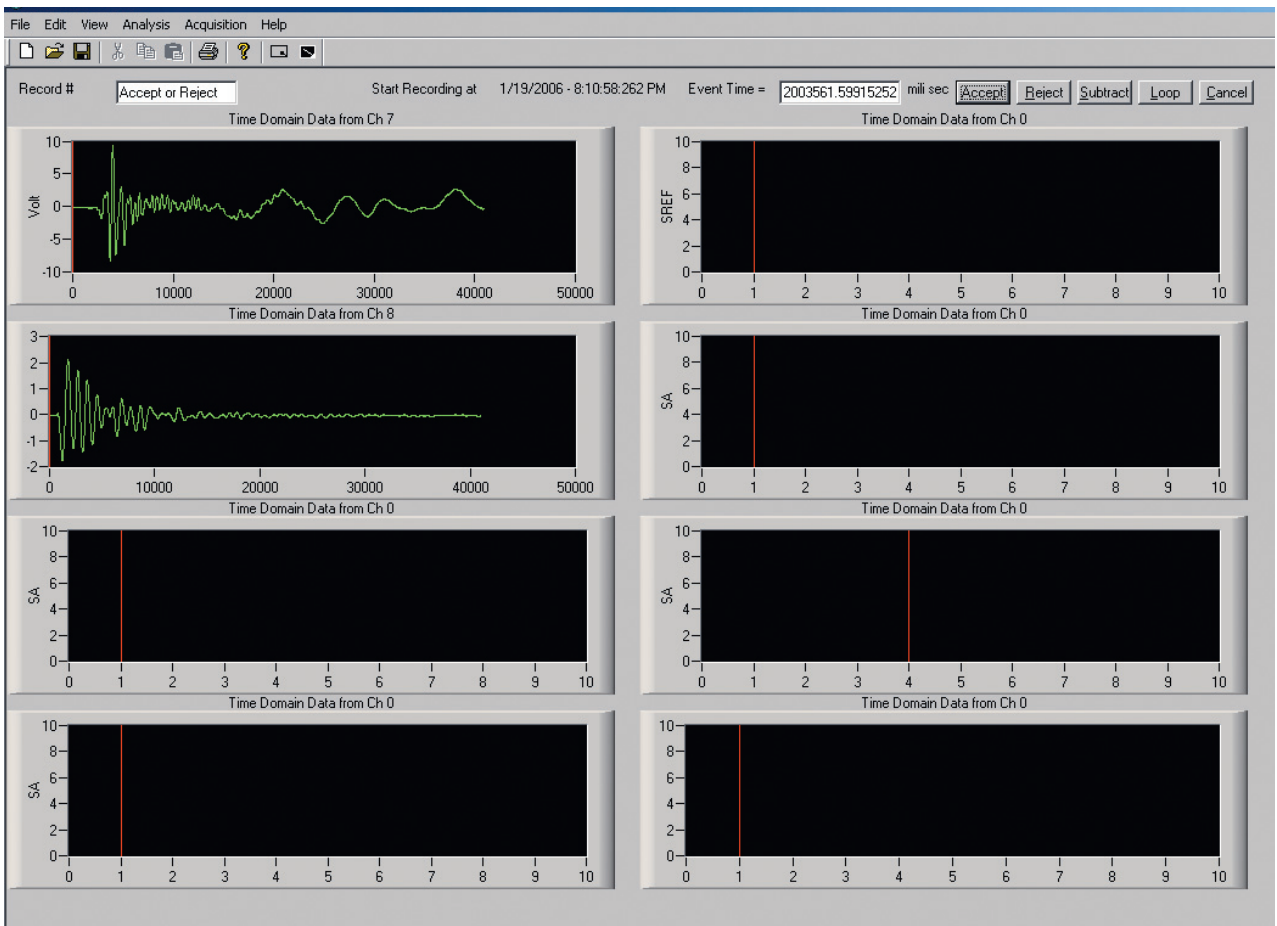 File Edit View Analysis Acquisition Help
Record # Accept or Reject Start Recording at 1/19/2006 - 8:10:58:262 PM Event Time = 2003561.59915252 mili sec Accept Reject Subtract Loop Cancel
Time Domain Data from Ch 7
10
5
0
-5
-10
Volt
0 10000 20000 30000 40000 50000
Time Domain Data from Ch 0
10
8
6
4
2
0
SREF
0 1 2 3 4 5 6 7 8 9 10
Time Domain Data from Ch 8
3
2
1
0
-1
-2
0 10000 20000 30000 40000 50000
Time Domain Data from Ch 0
10
8
6
4
2
0
SA
0 1 2 3 4 5 6 7 8 9 10
Time Domain Data from Ch 0
10
8
6
4
2
0
SA
0 1 2 3 4 5 6 7 8 9 10
Time Domain Data from Ch 0
10
8
6
4
2
0
SA
0 1 2 3 4 5 6 7 8 9 10
Time Domain Data from Ch 0
10
8
6
4
2
0
SA
0 1 2 3 4 5 6 7 8 9 10
Time Domain Data from Ch 0
10
8
6
4
2
0
0 1 2 3 4 5 6 7 8 9 10